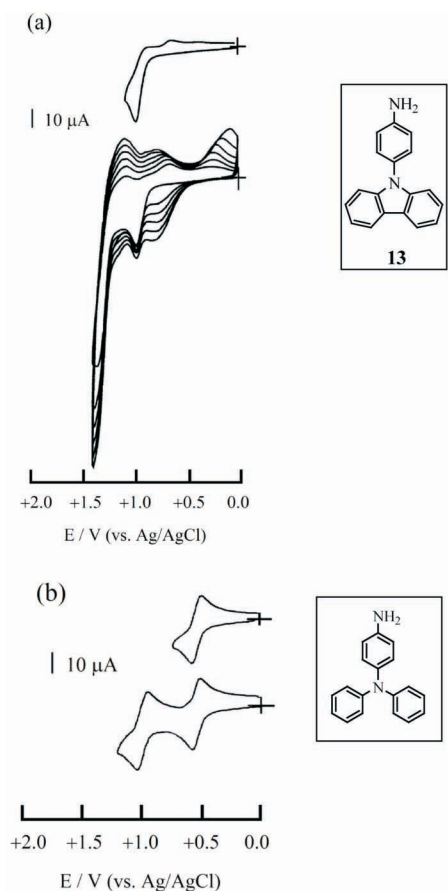 (a)
10 μA
NH2
N
13
+2.0 +1.5 +1.0 +0.5 0.0
E / V (vs. Ag/AgCl)
(b)
10 μA
NH2
N
+2.0 +1.5 +1.0 +0.5 0.0
E / V (vs. Ag/AgCl)